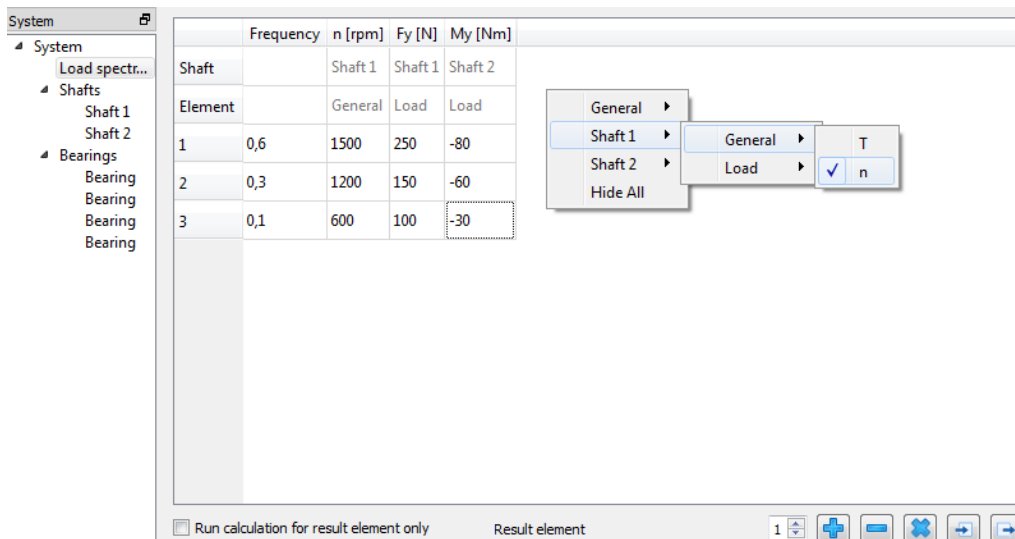 System
System
Load spectr...
Shafts
Shaft 1
Shaft 2
Bearings
Bearing
Bearing
Bearing
Bearing
Frequency n [rpm] Fy [N] My [Nm]
Shaft Shaft 1 Shaft 1 Shaft 2
Element General Load Load
1 0,6 1500 250 -80
2 0,3 1200 150 -60
3 0,1 600 100 -30
General
Shaft 1
Shaft 2
Hide All
General
Load
T
n
Run calculation for result element only Result element 1